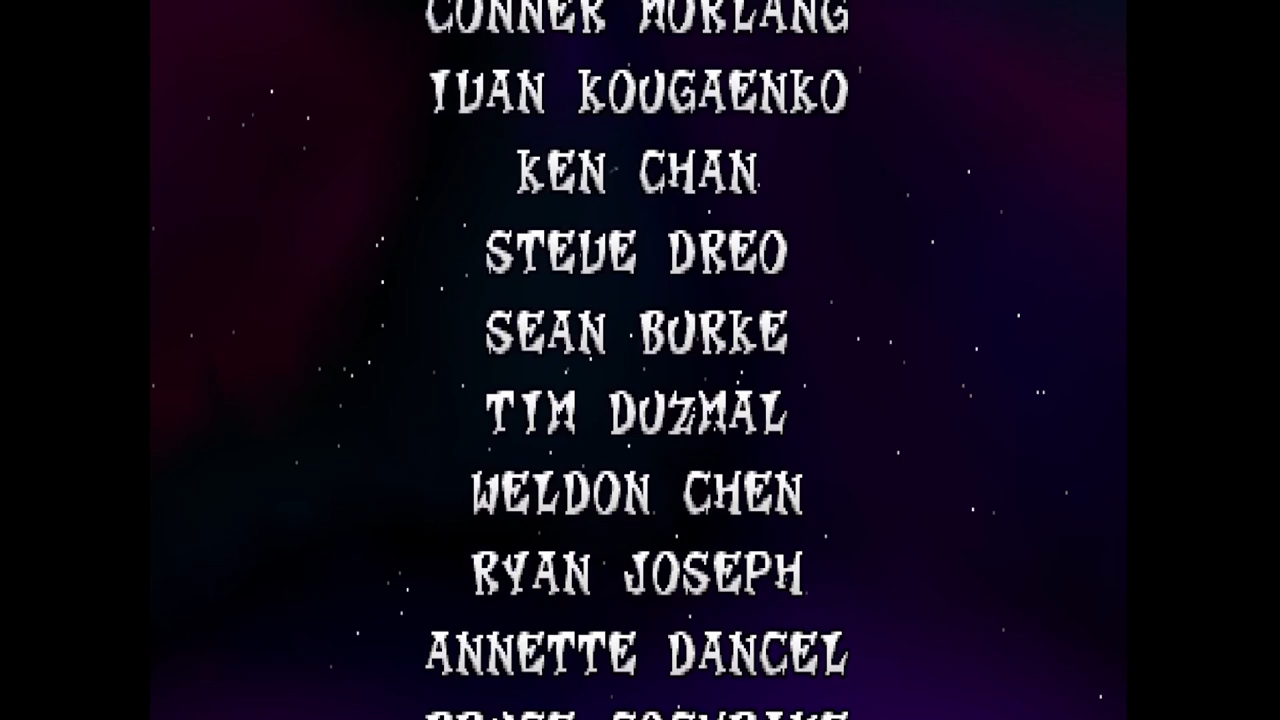 CONNER MORLANG
IVAN KOUGAENKO
KEN CHAN
STEVE DREO
SEAN BURKE
TIM DUZMAL
WELDON CHEN
RYAN JOSEPH
ANNETTE DANCEL